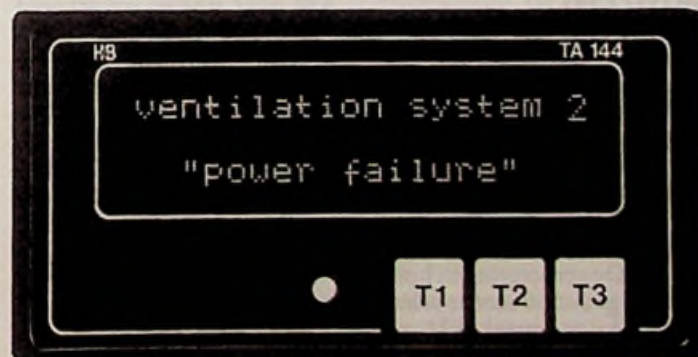 KB TA 144
ventilation system 2
"power failure"
T1 T2 T3